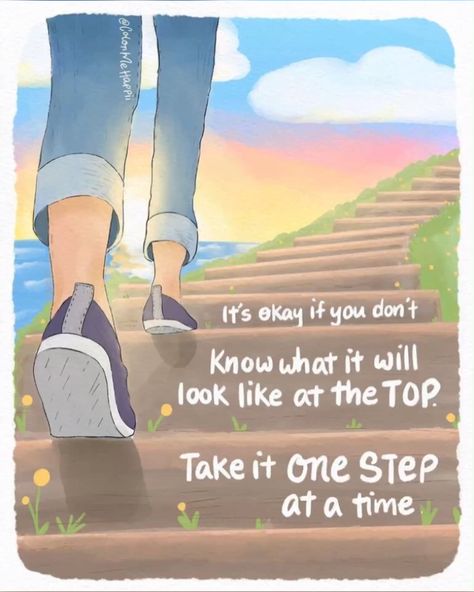 @ColorMeHappii
It's okay if you don't
Know what it will
look like at the TOP.
Take it ONE STEP
at a time.